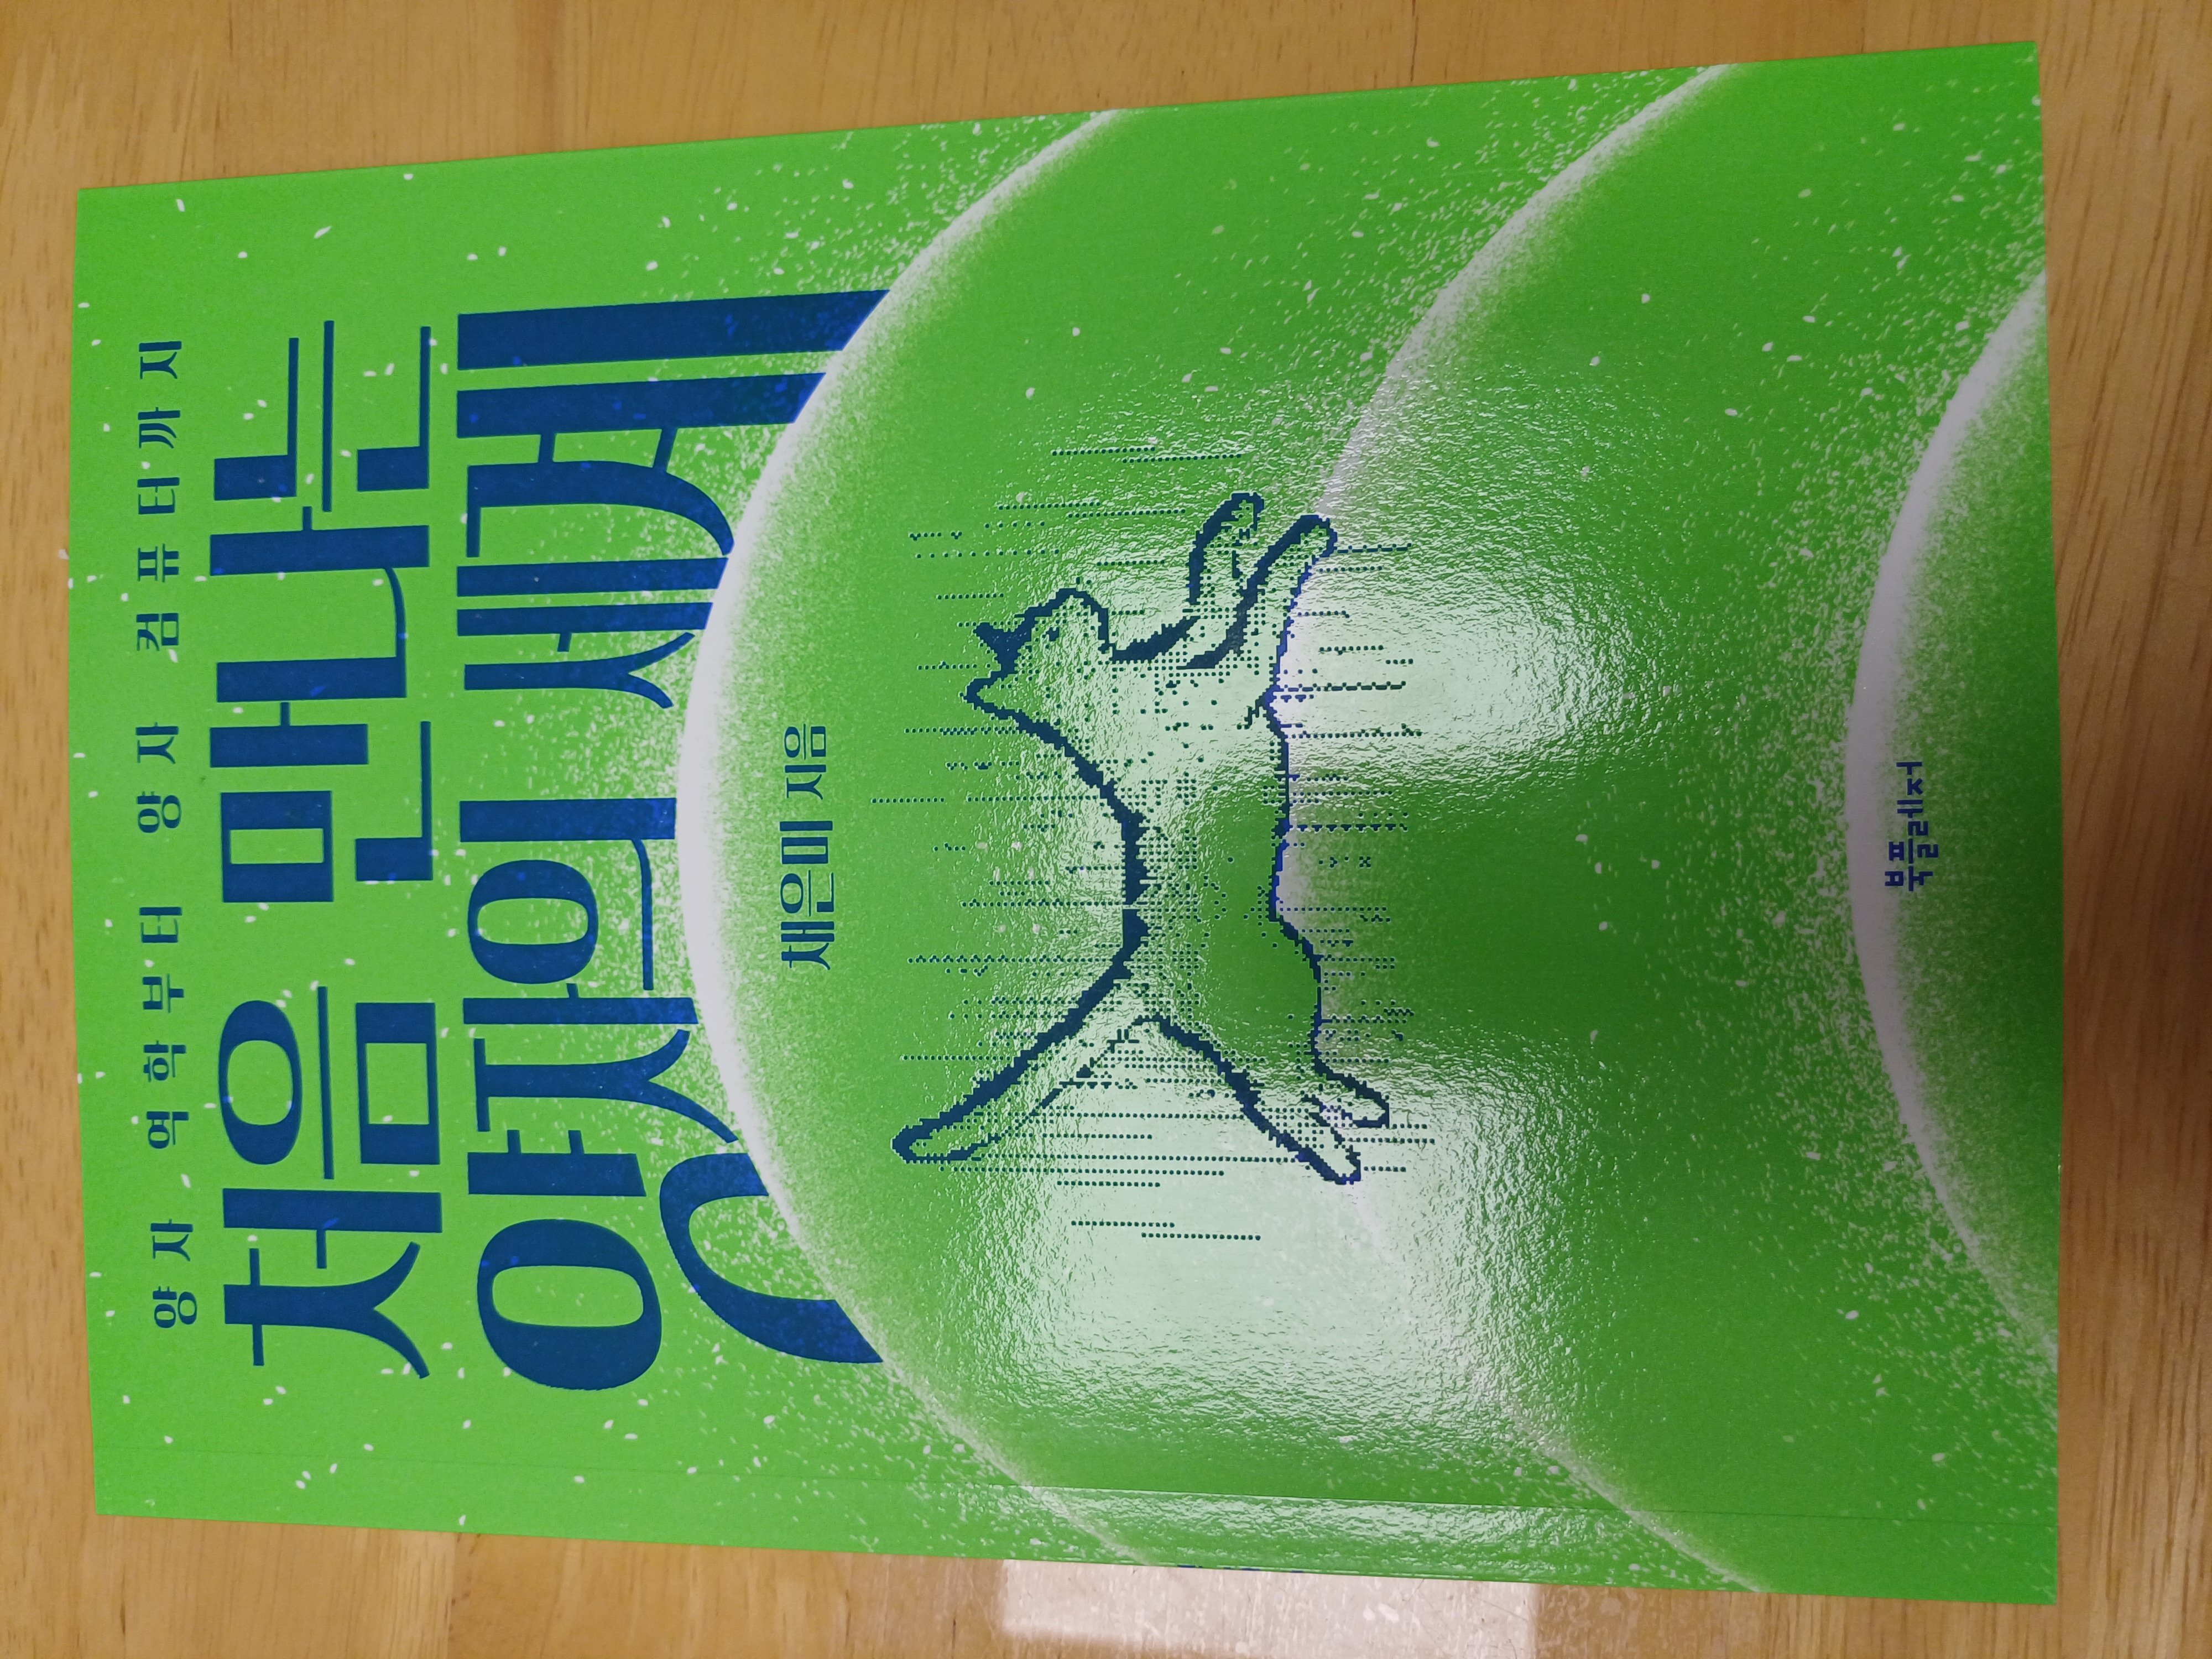 양자 역학부터 양자 컴퓨터까지
처음 만나는
양자의 세계
채은미 지음
북플레저